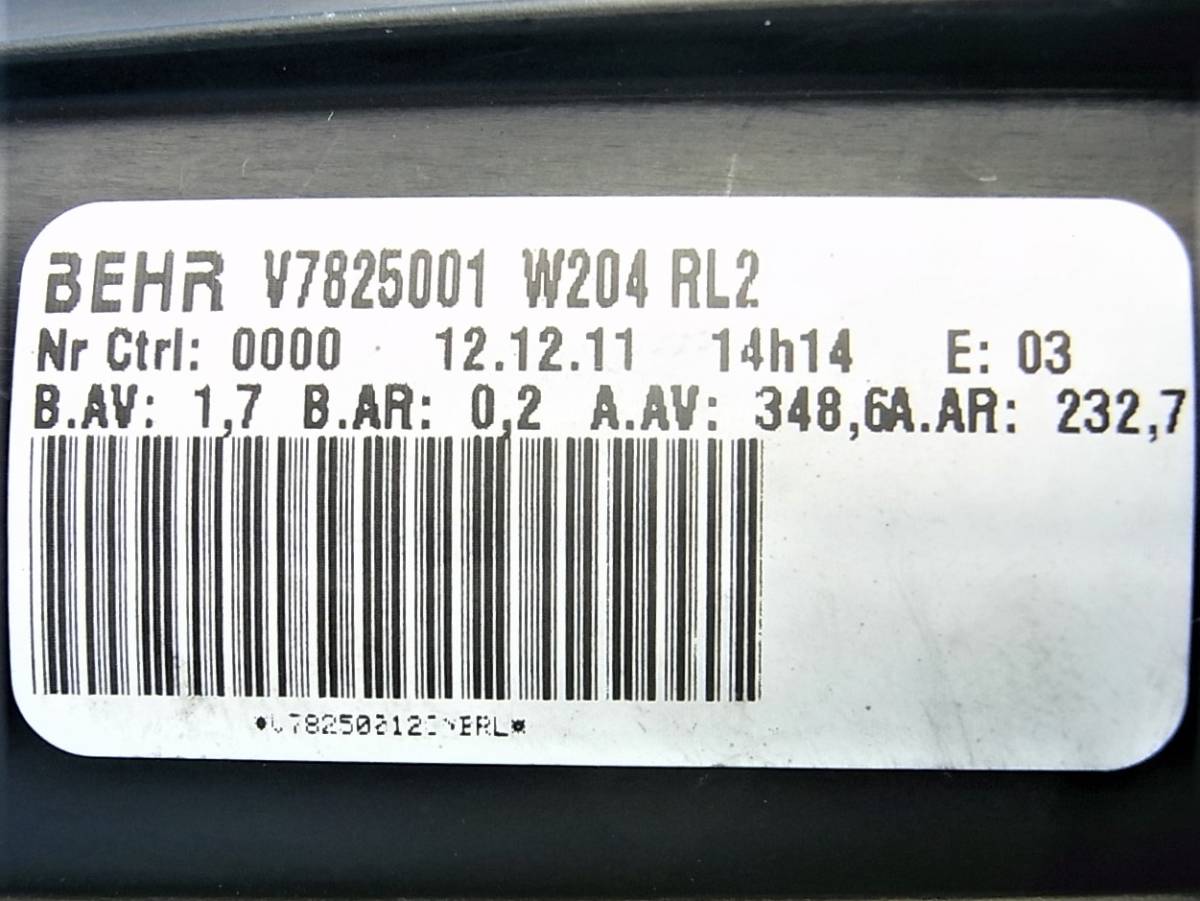 BEHR V7825001 W204 RL2
Nr Ctrl: 0000 12.12.11 14h14 E: 03
B.AV: 1,7 B.AR: 0,2 A.AV: 348,6A.AR: 232,7